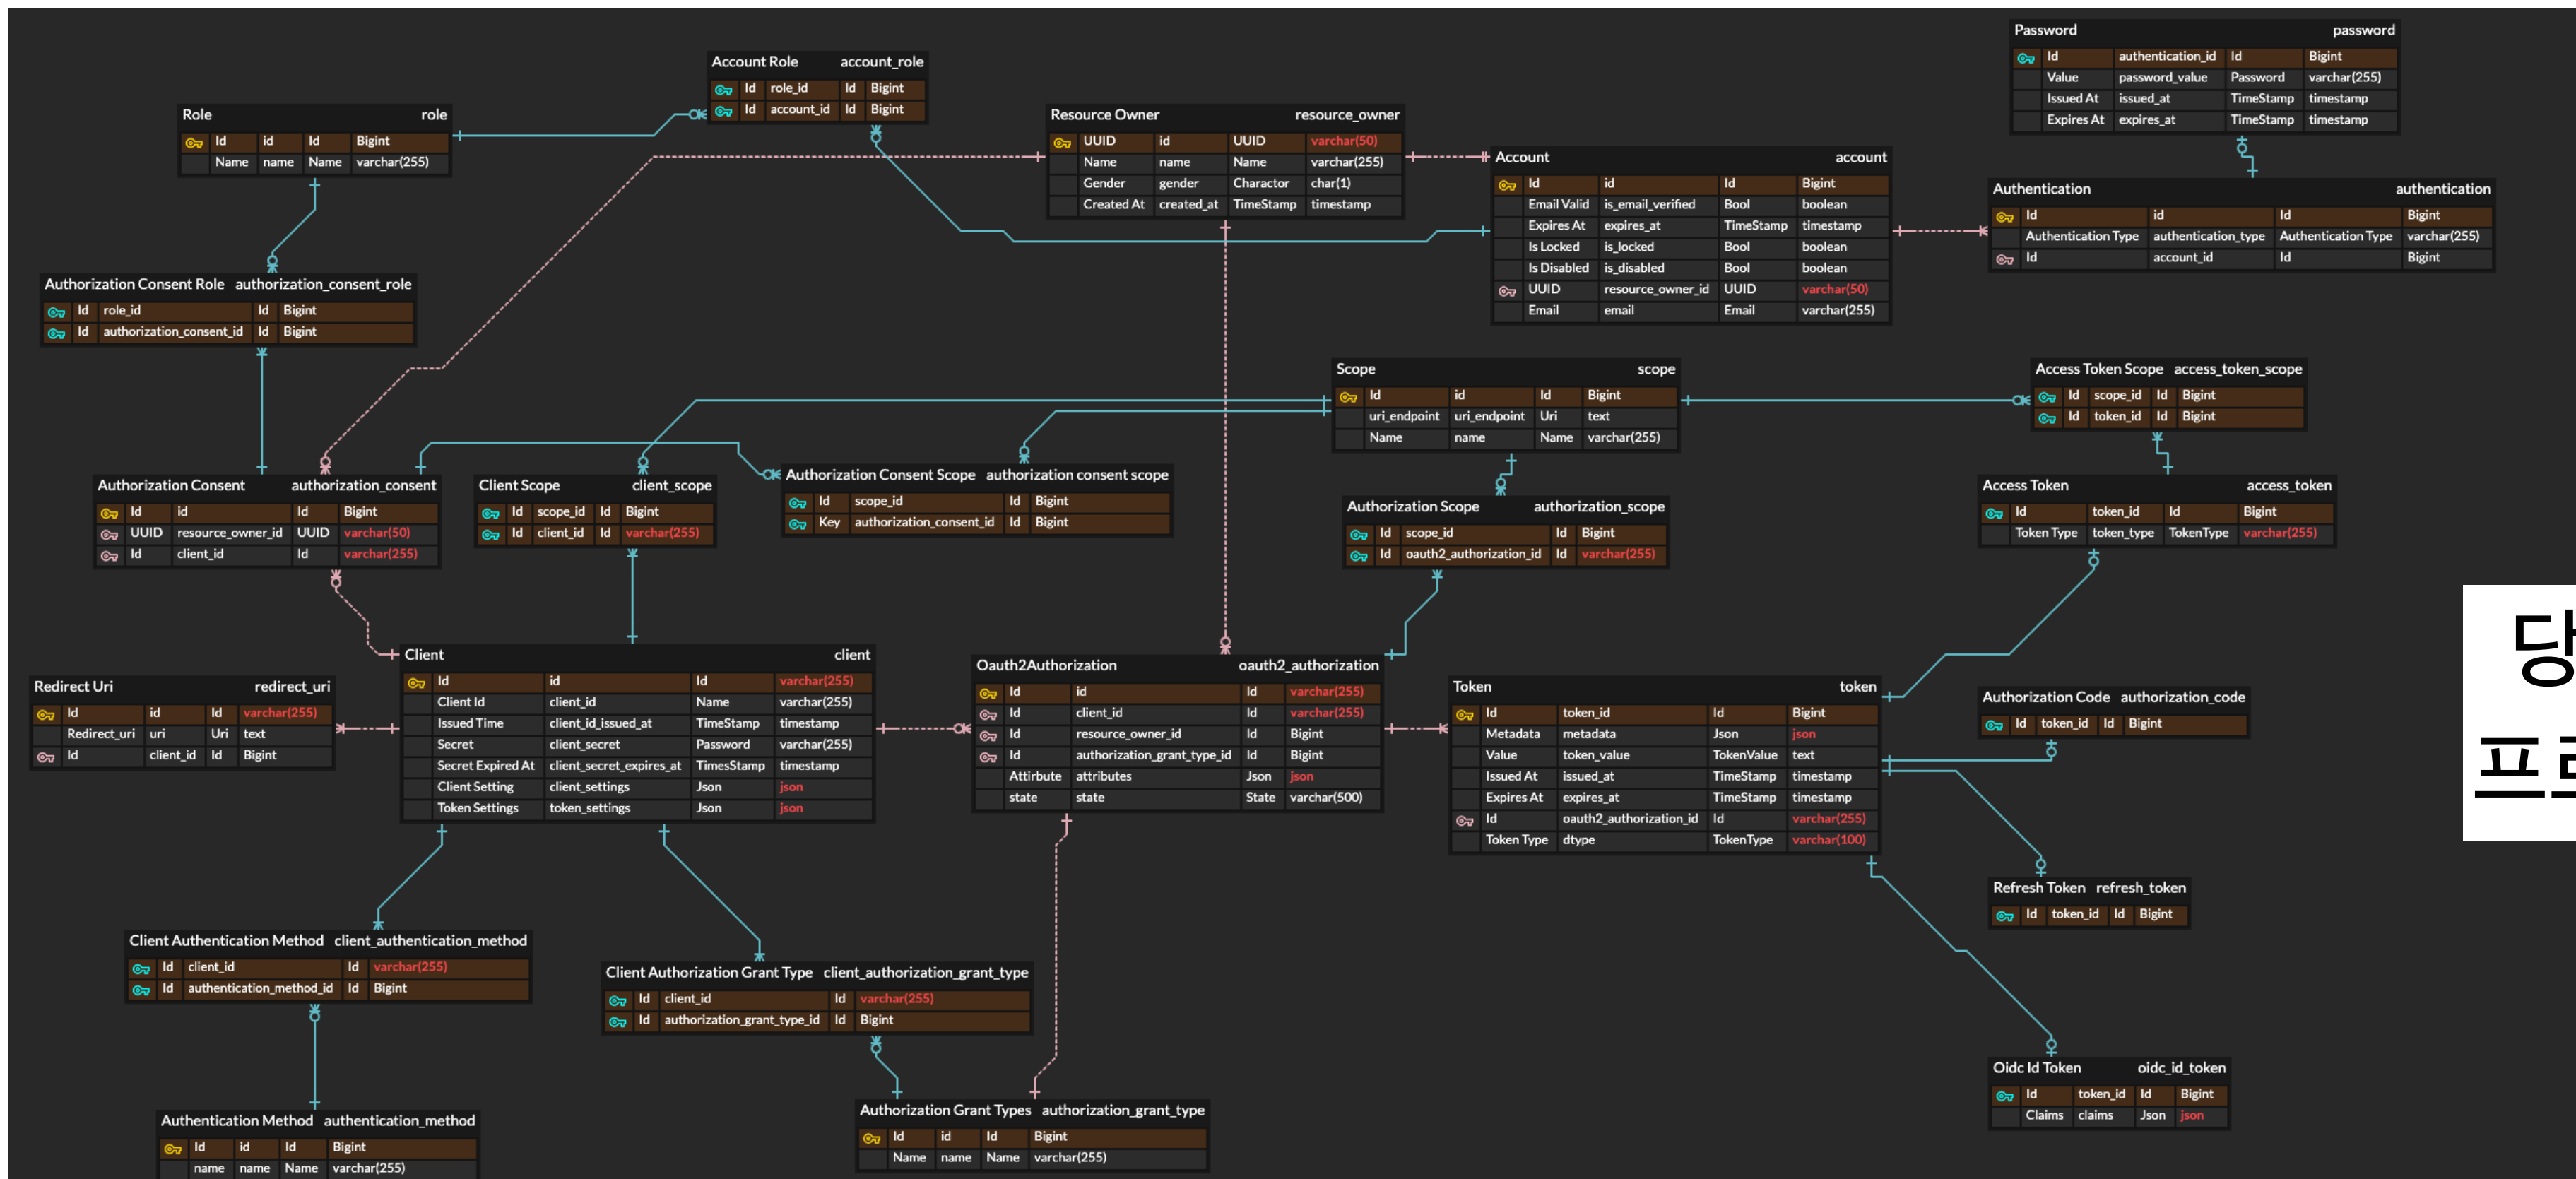 Password password
Id authentication_id Id Bigint
Value password_value Password varchar(255)
Issued At issued_at TimeStamp timestamp
Expires At expires_at TimeStamp timestamp
Account Role account_role
Id role_id Id Bigint
Id account_id Id Bigint
Role role
Id id Id Bigint
Name name Name varchar(255)
Resource Owner resource_owner
UUID id UUID varchar(50)
Name name Name varchar(255)
Gender gender Charactor char(1)
Created At created_at TimeStamp timestamp
Account account
Id id Id Bigint
Email Valid is_email_verified Bool boolean
Expires At expires_at TimeStamp timestamp
Is Locked is_locked Bool boolean
Is Disabled is_disabled Bool boolean
UUID resource_owner_id UUID varchar(50)
Email email Email varchar(255)
Authentication authentication
Id id Id Bigint
Authentication Type authentication_type Authentication Type varchar(255)
Id account_id Id Bigint
Authorization Consent Role authorization_consent_role
Id role_id Id Bigint
Id authorization_consent_id Id Bigint
Scope scope
Id id Id Bigint
uri_endpoint uri_endpoint Uri text
Name name Name varchar(255)
Access Token Scope access_token_scope
Id scope_id Id Bigint
Id token_id Id Bigint
Authorization Consent authorization_consent
Id id Id Bigint
UUID resource_owner_id UUID varchar(50)
Id client_id Id varchar(255)
Client Scope client_scope
Id scope_id Id Bigint
Id client_id Id varchar(255)
Authorization Consent Scope authorization consent scope
Id scope_id Id Bigint
Key authorization_consent_id Id Bigint
Authorization Scope authorization_scope
Id scope_id Id Bigint
Id oauth2_authorization_id Id varchar(255)
Access Token access_token
Id token_id Id Bigint
Token Type token_type TokenType varchar(255)
당
프
Redirect Uri redirect_uri
Id id Id varchar(255)
Redirect_uri uri Uri text
Id client_id Id Bigint
Client client
Id id Id varchar(255)
Client Id client_id Name varchar(255)
Issued Time client_id_issued_at TimeStamp timestamp
Secret client_secret Password varchar(255)
Secret Expired At client_secret_expires_at TimesStamp timestamp
Client Setting client_settings Json json
Token Settings token_settings Json json
Oauth2Authorization oauth2_authorization
Id id Id varchar(255)
Id client_id Id varchar(255)
Id resource_owner_id Id Bigint
Id authorization_grant_type_id Id Bigint
Attirbute attributes Json json
state state State varchar(500)
Token token
Id token_id Id Bigint
Metadata metadata Json json
Value token_value TokenValue text
Issued At issued_at TimeStamp timestamp
Expires At expires_at TimeStamp timestamp
Id oauth2_authorization_id Id varchar(255)
Token Type dtype TokenType varchar(100)
Authorization Code authorization_code
Id token_id Id Bigint
Refresh Token refresh_token
Id token_id Id Bigint
Client Authentication Method client_authentication_method
Id client_id Id varchar(255)
Id authentication_method_id Id Bigint
Client Authorization Grant Type client_authorization_grant_type
Id client_id Id varchar(255)
Id authorization_grant_type_id Id Bigint
Oidc Id Token oidc_id_token
Id token_id Id Bigint
Claims claims Json json
Authentication Method authentication_method
Id id Id Bigint
name name Name varchar(255)
Authorization Grant Types authorization_grant_type
Id id Id Bigint
Name name Name varchar(255)